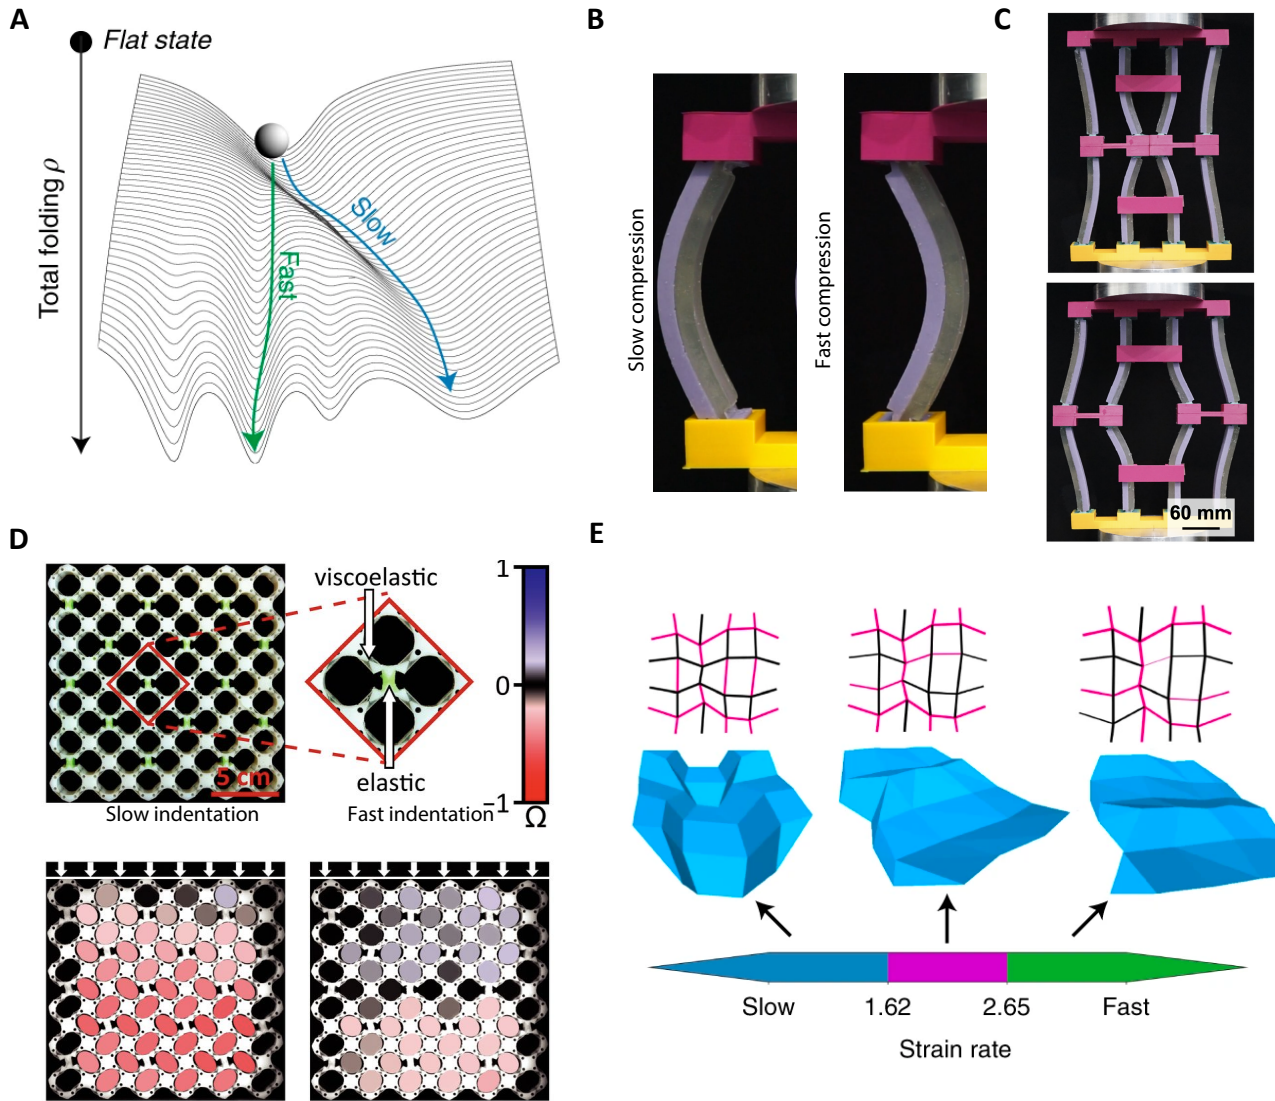 A
Flat state
Total folding ρ
Slow
Fast
B
Slow compression
Fast compression
C
60 mm
D
viscoelastic
elastic
5 cm
1
0
−1
Ω
Slow indentation
Fast indentation
E
Slow
1.62
2.65
Fast
Strain rate